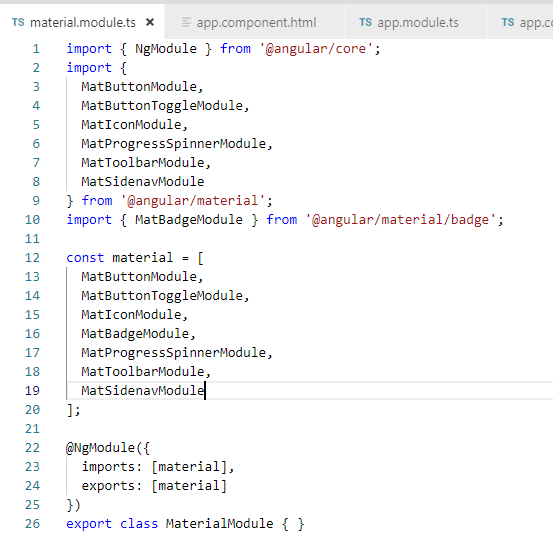 TS material.module.ts × app.component.html TS app.module.ts TS app.c
1 import { NgModule } from '@angular/core';
2 import {
3   MatButtonModule,
4   MatButtonToggleModule,
5   MatIconModule,
6   MatProgressSpinnerModule,
7   MatToolbarModule,
8   MatSidenavModule
9 } from '@angular/material';
10 import { MatBadgeModule } from '@angular/material/badge';
11
12 const material = [
13   MatButtonModule,
14   MatButtonToggleModule,
15   MatIconModule,
16   MatBadgeModule,
17   MatProgressSpinnerModule,
18   MatToolbarModule,
19   MatSidenavModule
20 ];
21
22 @NgModule({
23   imports: [material],
24   exports: [material]
25 })
26 export class MaterialModule { }